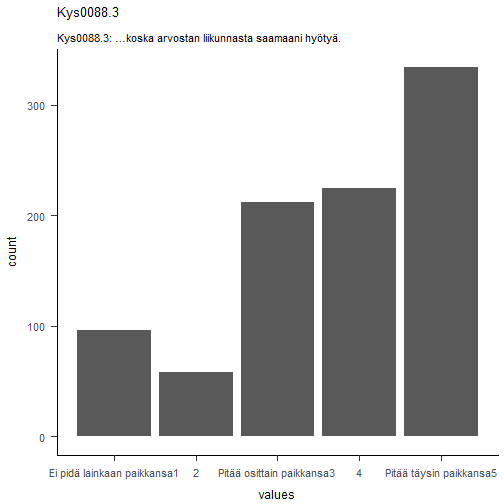 Kys0088.3
Kys0088.3: …koska arvostan liikunnasta saamaani hyötyä.
300
200
100
0
count
Ei pidä lainkaan paikkansa1 2 Pitää osittain paikkansa3 4 Pitää täysin paikkansa5
values